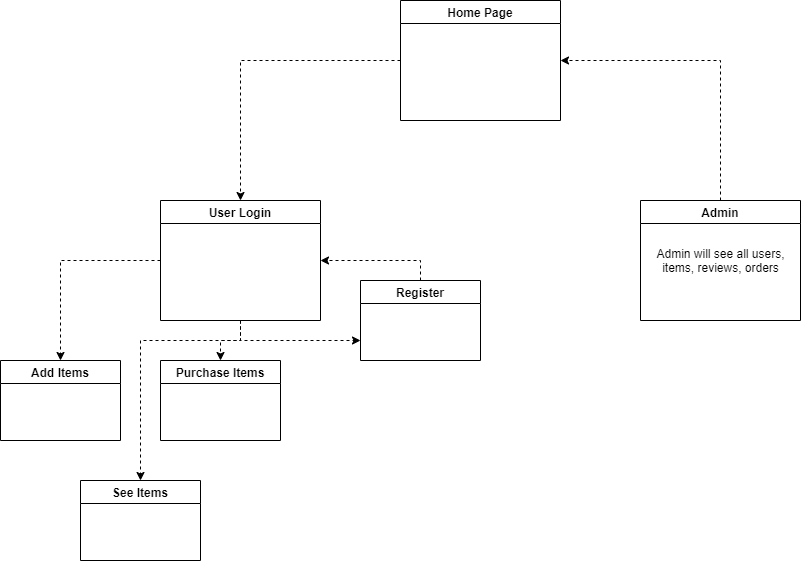 Home Page
User Login
Admin
Admin will see all users,
items, reviews, orders
Register
Add Items
Purchase Items
See Items